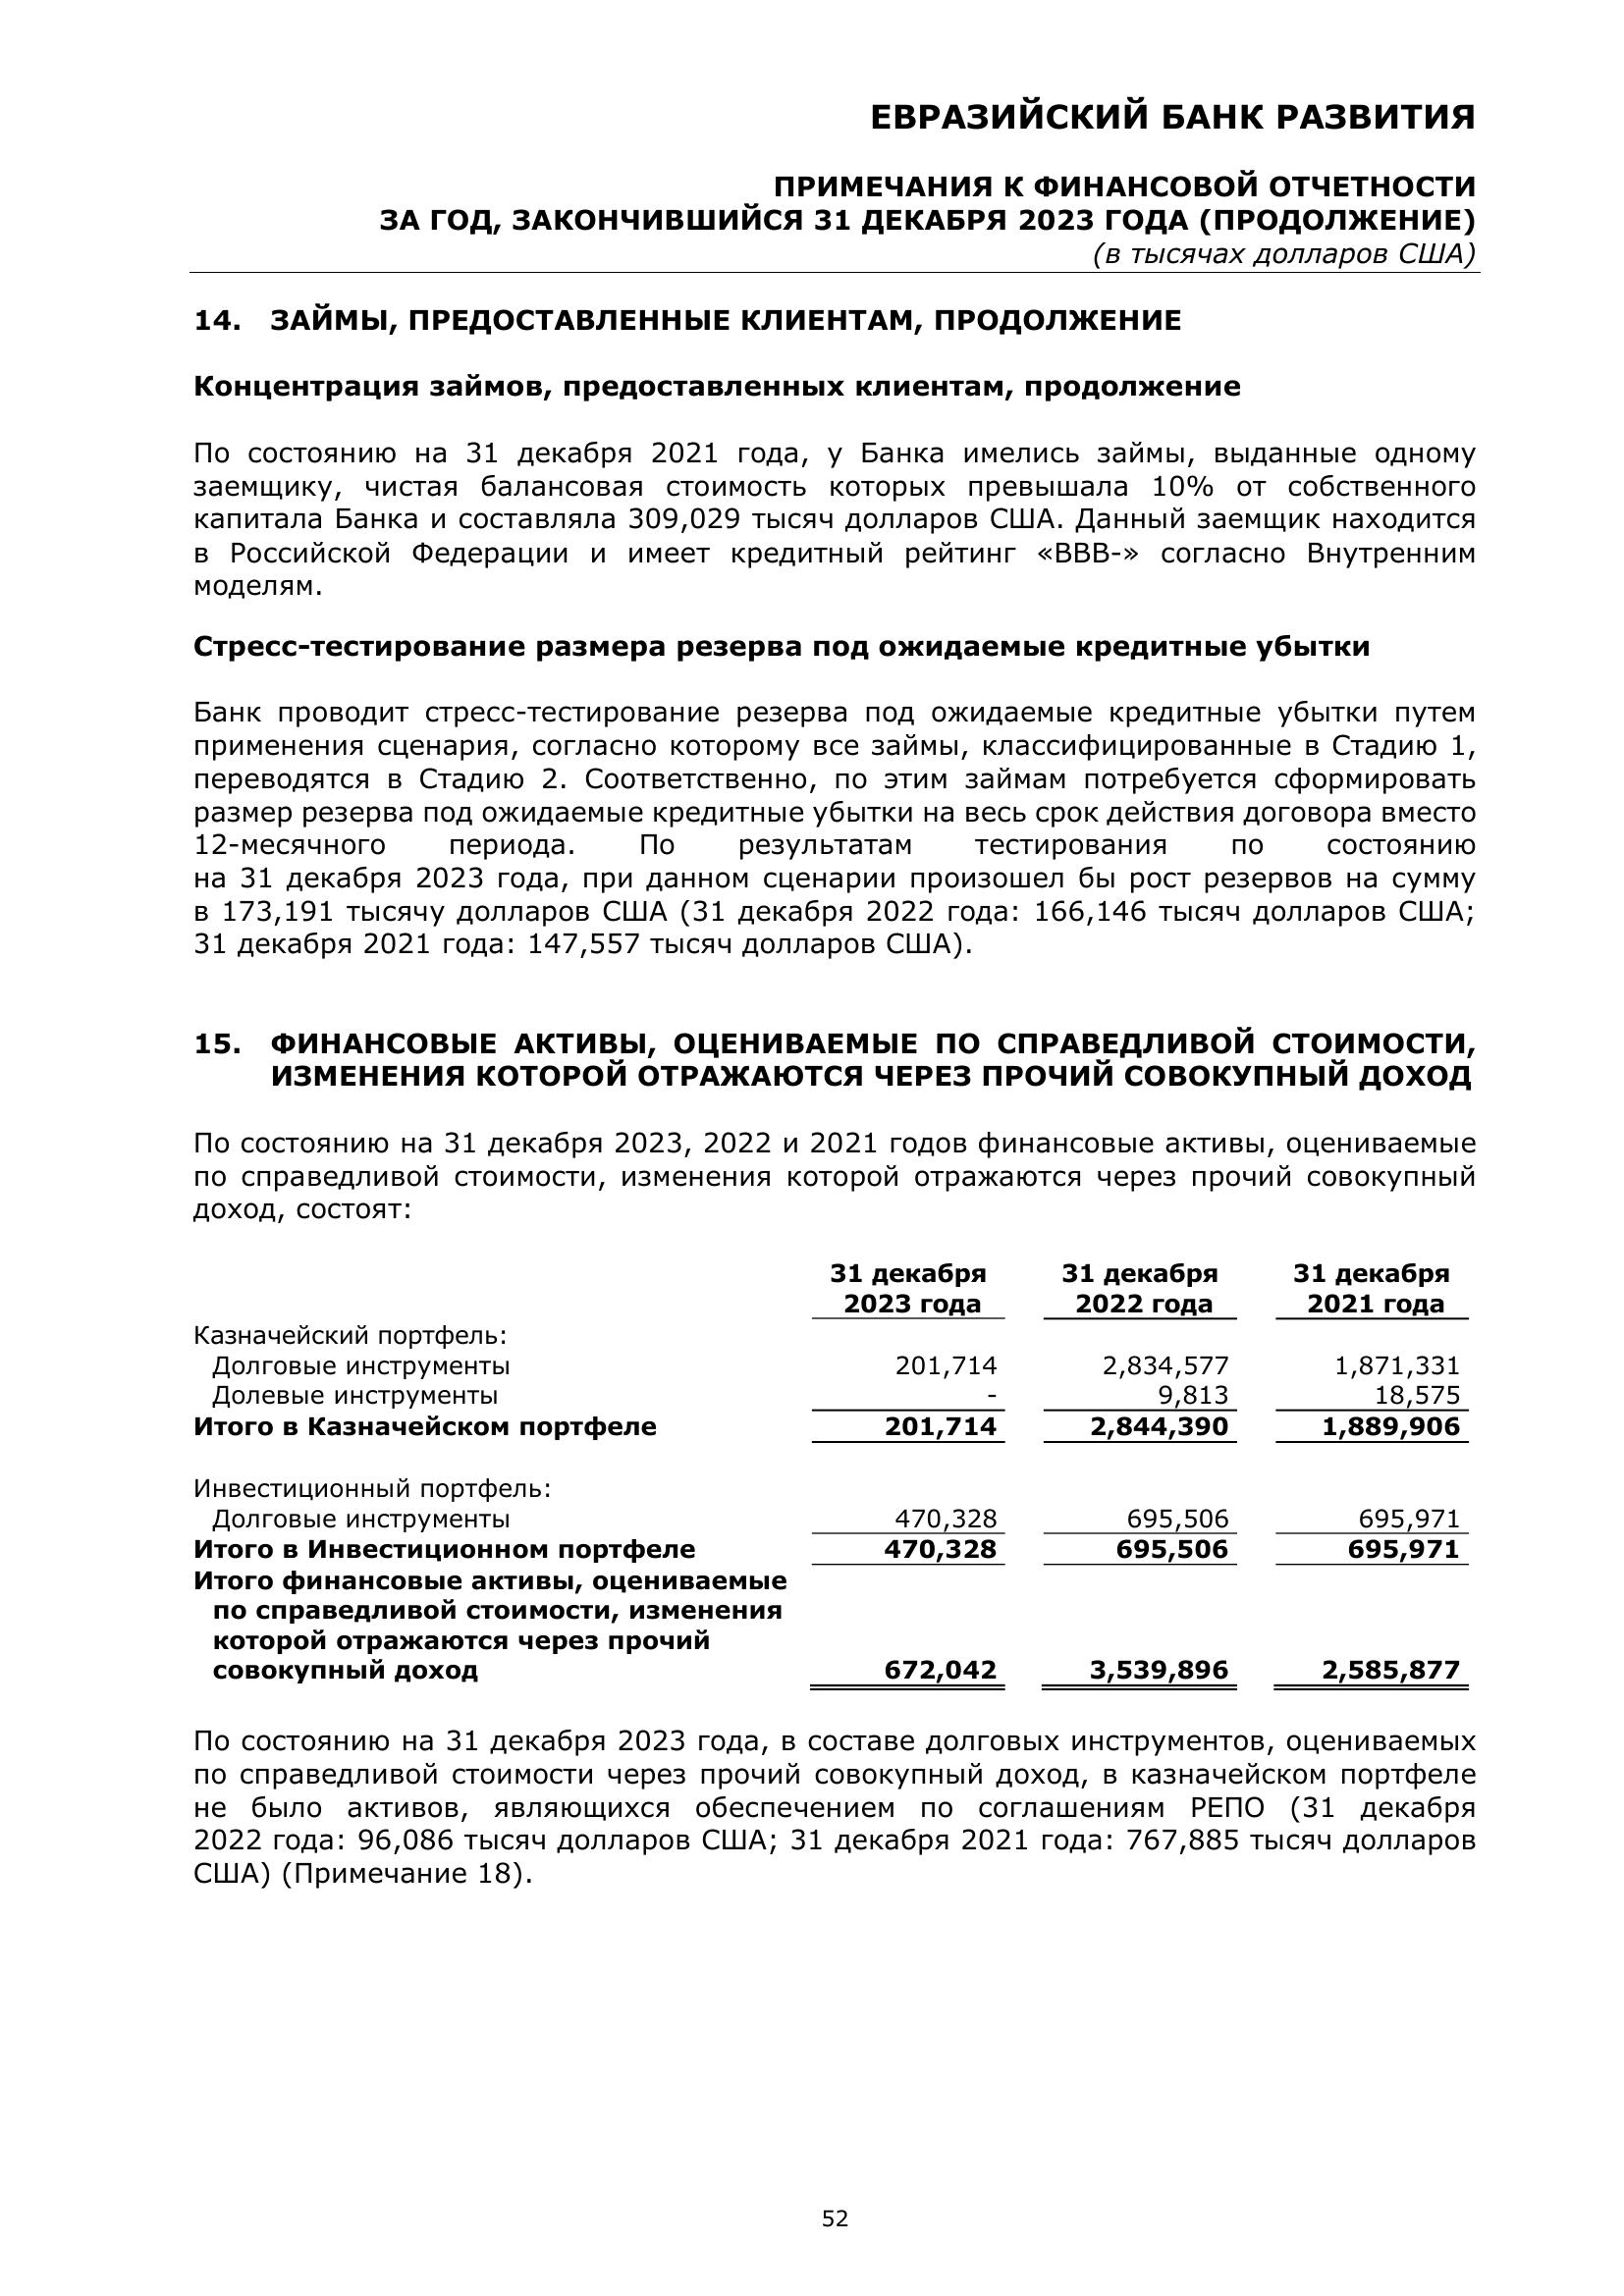 ЕВРАЗИЙСКИЙ БАНК РАЗВИТИЯ
ПРИМЕЧАНИЯ К ФИНАНСОВОЙ ОТЧЕТНОСТИ
ЗА ГОД, ЗАКОНЧИВШИЙСЯ 31 ДЕКАБРЯ 2023 ГОДА (ПРОДОЛЖЕНИЕ)
(в тысячах долларов США)
14. ЗАЙМЫ, ПРЕДОСТАВЛЕННЫЕ КЛИЕНТАМ, ПРОДОЛЖЕНИЕ
Концентрация займов, предоставленных клиентам, продолжение
По состоянию на 31 декабря 2021 года, у Банка имелись займы, выданные одному
заемщику, чистая балансовая стоимость которых превышала 10% от собственного
капитала Банка и составляла 309,029 тысяч долларов США. Данный заемщик находится
в Российской Федерации и имеет кредитный рейтинг «BBB-» согласно Внутренним
моделям.
Стресс-тестирование размера резерва под ожидаемые кредитные убытки
Банк проводит стресс-тестирование резерва под ожидаемые кредитные убытки путем
применения сценария, согласно которому все займы, классифицированные в Стадию 1,
переводятся в Стадию 2. Соответственно, по этим займам потребуется сформировать
размер резерва под ожидаемые кредитные убытки на весь срок действия договора вместо
12-месячного периода. По результатам тестирования по состоянию
на 31 декабря 2023 года, при данном сценарии произошел бы рост резервов на сумму
в 173,191 тысячу долларов США (31 декабря 2022 года: 166,146 тысяч долларов США;
31 декабря 2021 года: 147,557 тысяч долларов США).
15. ФИНАНСОВЫЕ АКТИВЫ, ОЦЕНИВАЕМЫЕ ПО СПРАВЕДЛИВОЙ СТОИМОСТИ,
ИЗМЕНЕНИЯ КОТОРОЙ ОТРАЖАЮТСЯ ЧЕРЕЗ ПРОЧИЙ СОВОКУПНЫЙ ДОХОД
По состоянию на 31 декабря 2023, 2022 и 2021 годов финансовые активы, оцениваемые
по справедливой стоимости, изменения которой отражаются через прочий совокупный
доход, состоят:
31 декабря 31 декабря 31 декабря
2023 года 2022 года 2021 года
Казначейский портфель:
Долговые инструменты 201,714 2,834,577 1,871,331
Долевые инструменты - 9,813 18,575
Итого в Казначейском портфеле 201,714 2,844,390 1,889,906
Инвестиционный портфель:
Долговые инструменты 470,328 695,506 695,971
Итого в Инвестиционном портфеле 470,328 695,506 695,971
Итого финансовые активы, оцениваемые
по справедливой стоимости, изменения
которой отражаются через прочий
совокупный доход 672,042 3,539,896 2,585,877
По состоянию на 31 декабря 2023 года, в составе долговых инструментов, оцениваемых
по справедливой стоимости через прочий совокупный доход, в казначейском портфеле
не было активов, являющихся обеспечением по соглашениям РЕПО (31 декабря
2022 года: 96,086 тысяч долларов США; 31 декабря 2021 года: 767,885 тысяч долларов
США) (Примечание 18).
52